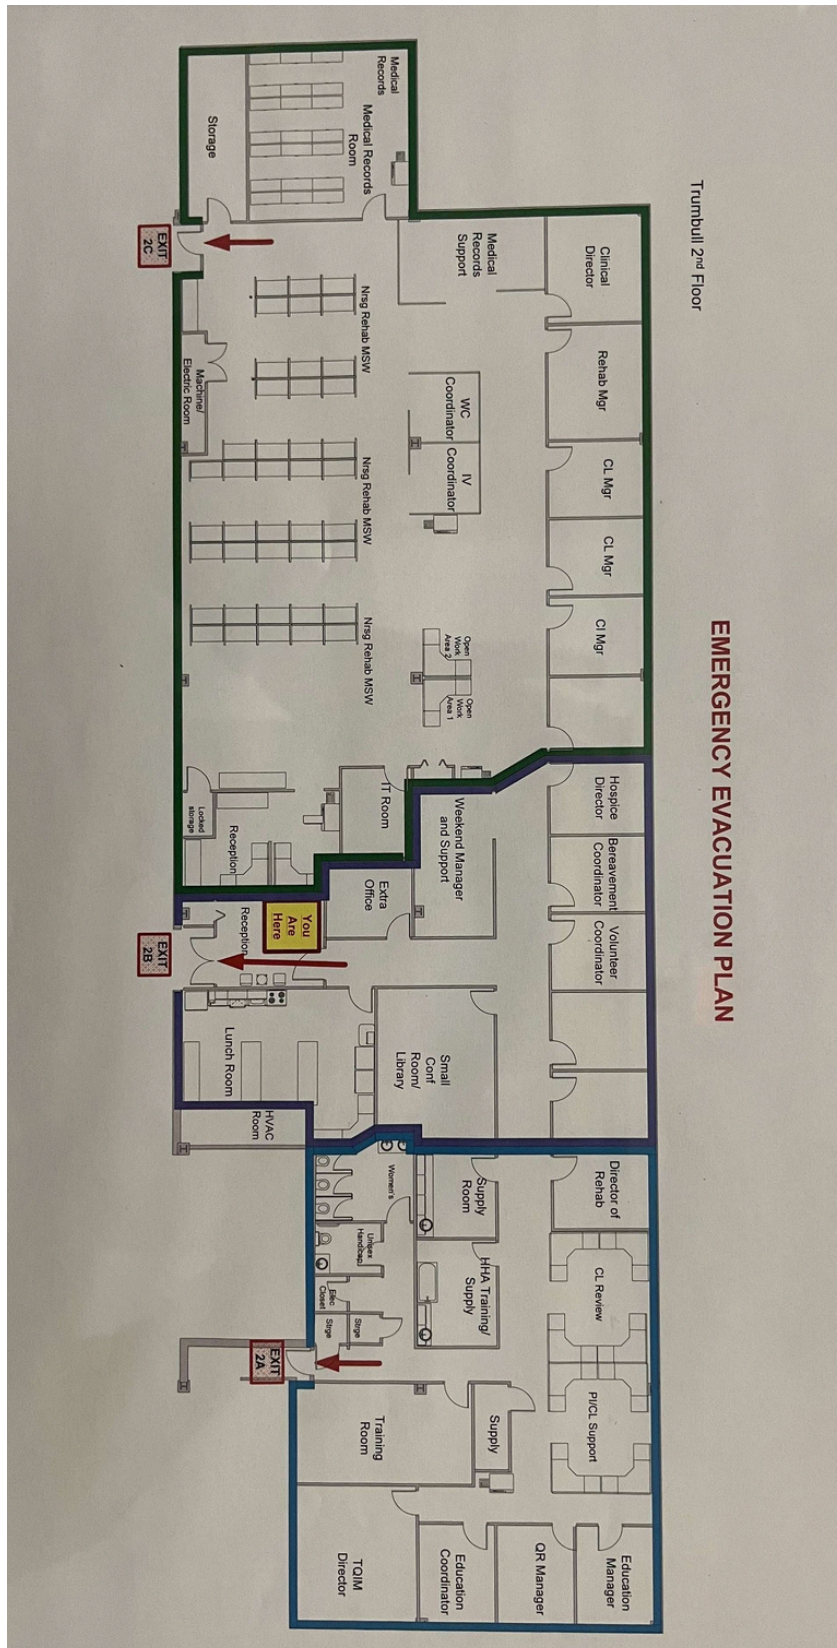 EMERGENCY EVACUATION PLAN
Trumbull 2nd Floor
Clinical
Director
Rehab Mgr
CL Mgr
CL Mgr
Cl Mgr
Hospice
Director
Bereavement
Coordinator
Volunteer
Coordinator
Director of
Rehab
CL Review
PI/CL Support
Education
Manager
QR Manager
Education
Coordinator
TQIM
Director
Medical
Records
Medical Records
Room
Storage
Medical
Records
Support
WC
Coordinator
IV
Coordinator
Open
Work
Area 2
Open
Work
Area 1
Nrsg Rehab MSW
Nrsg Rehab MSW
Nrsg Rehab MSW
Machine/
Electric Room
IT Room
Weekend Manager
and Support
Extra
Office
Locked
storage
Reception
You
Are
Here
Reception
Lunch Room
Small
Conf
Room/
Library
HVAC
Room
Women's
Unisex
Handicap
Elec
Closet
Strge
Strge
Supply
Room
HHA Training/
Supply
Supply
Training
Room
EXIT
2C
EXIT
2B
EXIT
2A